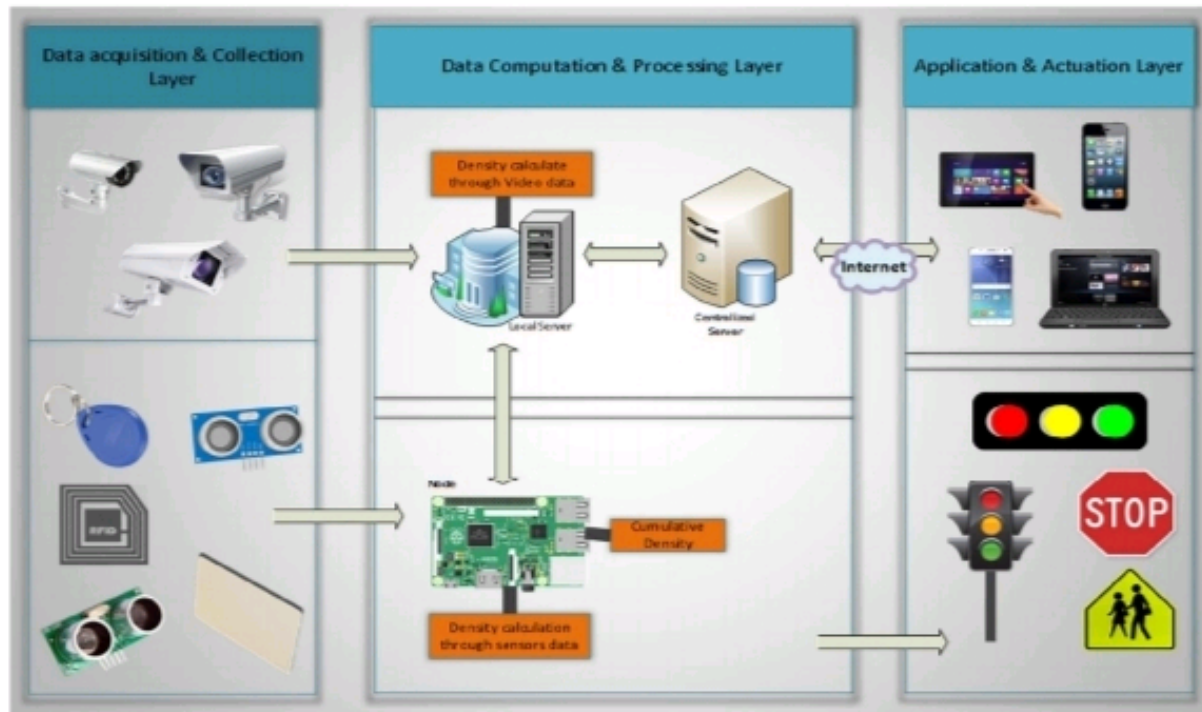 Data acquisition & Collection
Layer
Data Computation & Processing Layer
Application & Actuation Layer
Density calculate
through Video data
Local Server
Centralized
Server
Internet
Node
Cumulative
Density
RFID
Density calculation
through sensors data
STOP